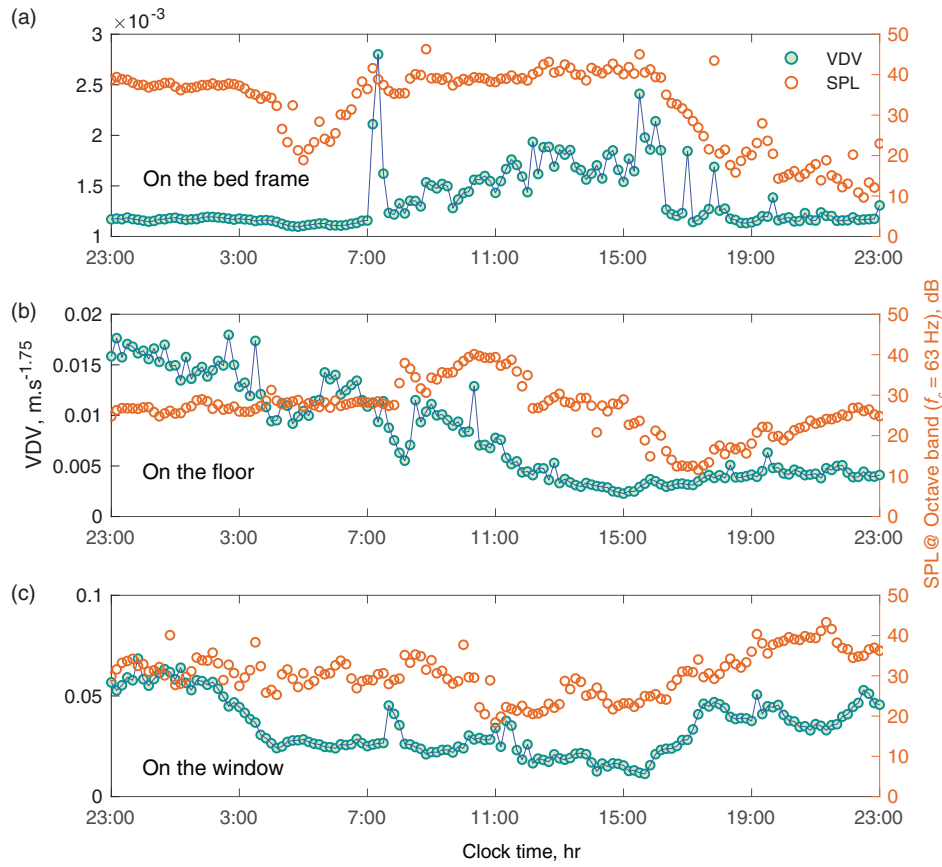 (a)
×10⁻³
3
2.5
2
1.5
1
50
40
30
20
10
0
VDV
SPL
On the bed frame
23:00 3:00 7:00 11:00 15:00 19:00 23:00
(b)
0.02
0.015
0.01
0.005
0
50
40
30
20
10
0
VDV, m.s⁻¹·⁷⁵
SPL@ Octave band (f꜀ = 63 Hz), dB
On the floor
23:00 3:00 7:00 11:00 15:00 19:00 23:00
(c)
0.1
0.05
0
50
40
30
20
10
0
On the window
23:00 3:00 7:00 11:00 15:00 19:00 23:00
Clock time, hr